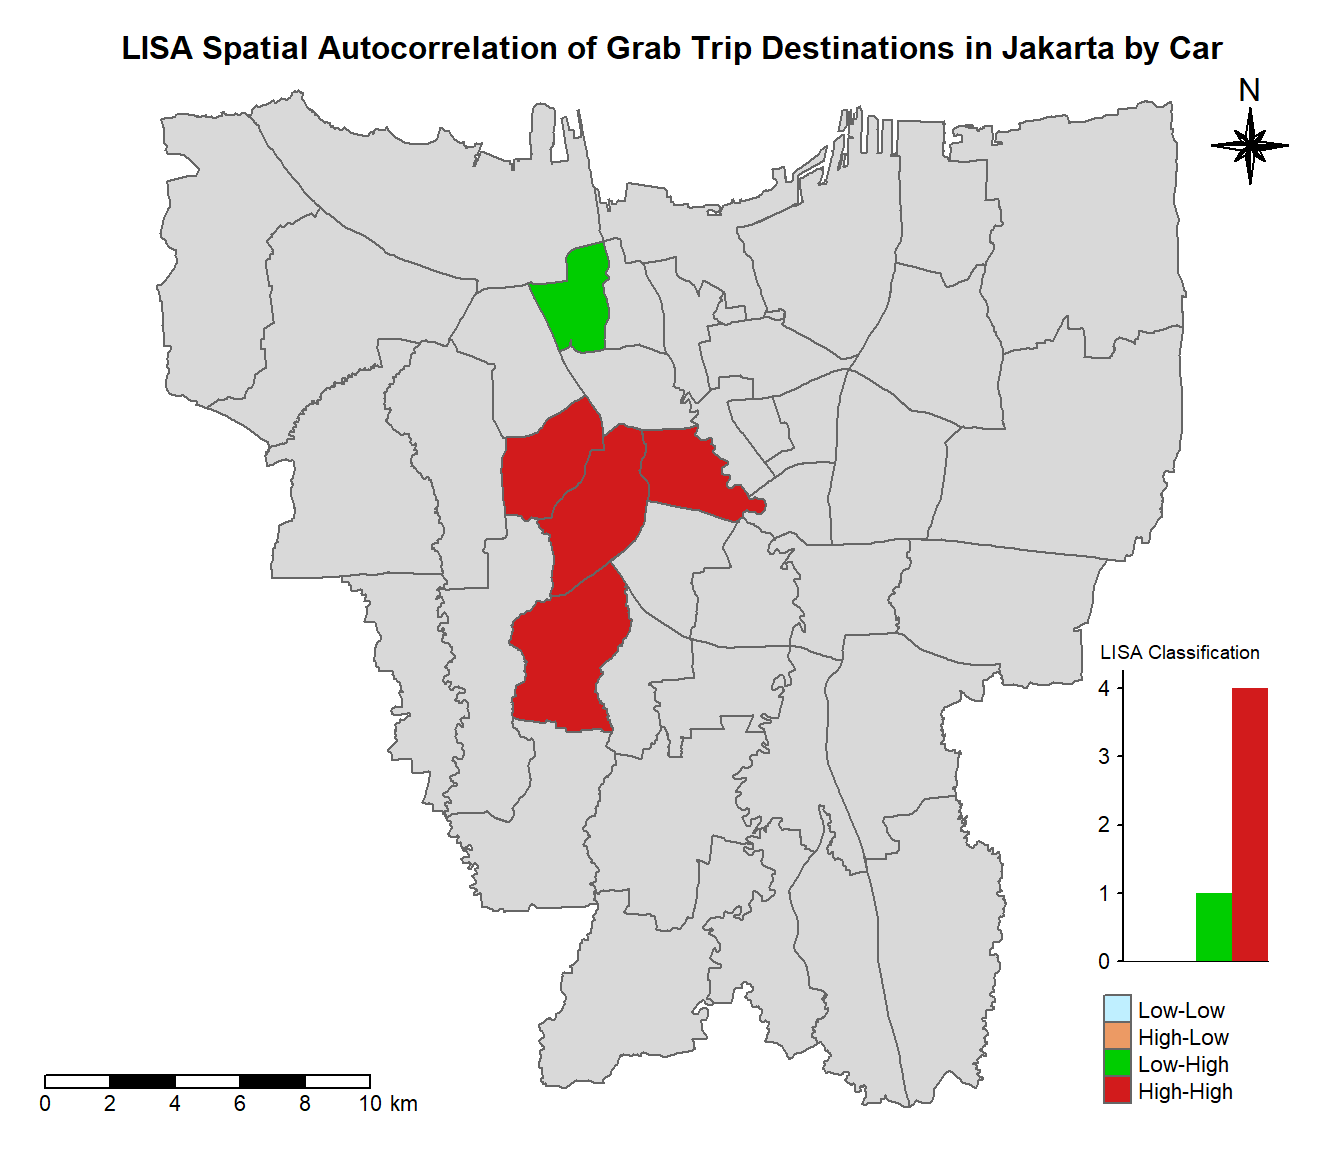 LISA Spatial Autocorrelation of Grab Trip Destinations in Jakarta by Car
N
LISA Classification
4
3
2
1
0
Low-Low
High-Low
Low-High
High-High
0 2 4 6 8 10 km